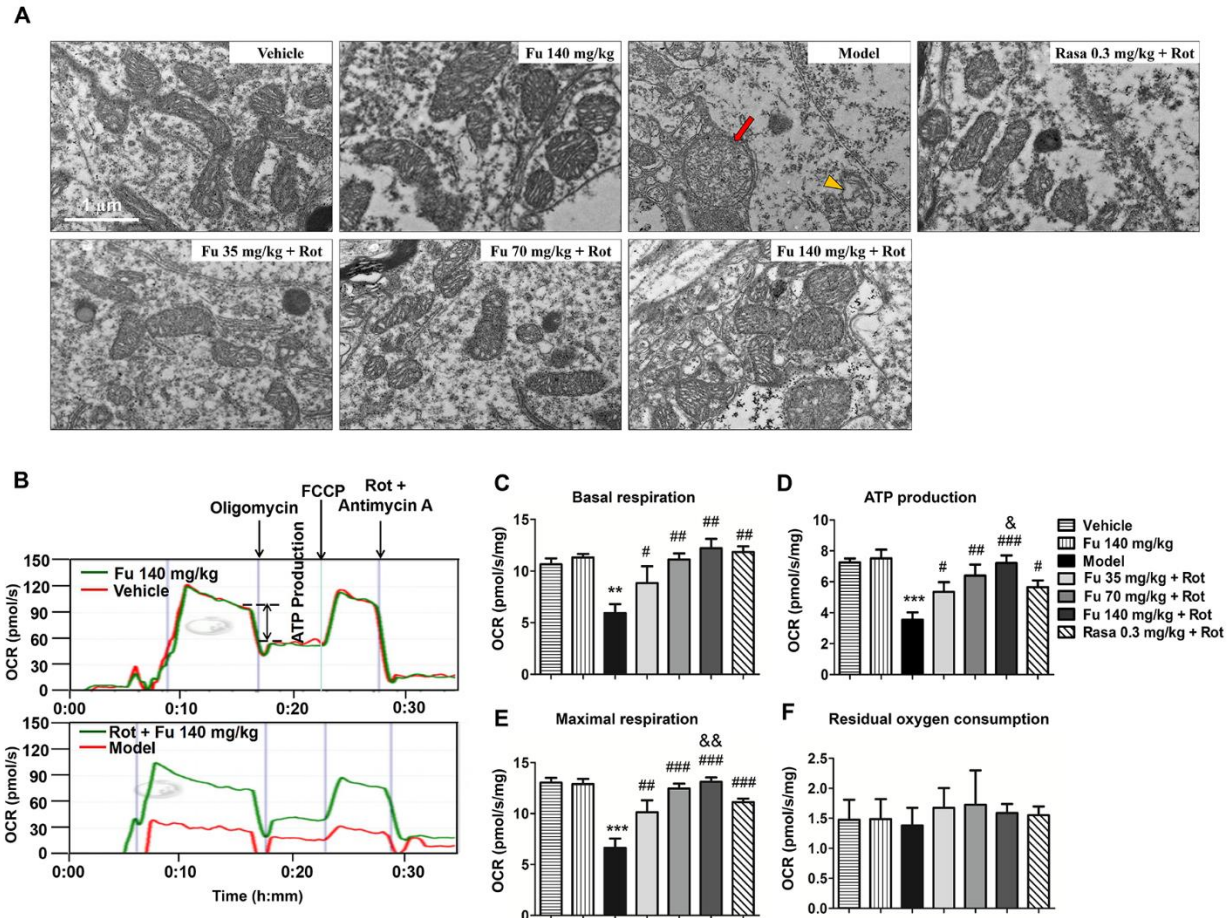 A
Vehicle
Fu 140 mg/kg
Model
Rasa 0.3 mg/kg + Rot
1 μm
Fu 35 mg/kg + Rot
Fu 70 mg/kg + Rot
Fu 140 mg/kg + Rot
B
Oligomycin
FCCP
Rot +
Antimycin A
OCR (pmol/s)
150
120
90
60
30
0
Fu 140 mg/kg
Vehicle
ATP Production
0:00
0:10
0:20
0:30
OCR (pmol/s)
150
120
90
60
30
0
Rot + Fu 140 mg/kg
Model
0:00
0:10
0:20
0:30
Time (h:mm)
C
Basal respiration
OCR (pmol/s/mg)
15
10
5
0
**
#
##
##
##
D
ATP production
OCR (pmol/s/mg)
8
6
4
2
0
***
#
##
&
###
#
Vehicle
Fu 140 mg/kg
Model
Fu 35 mg/kg + Rot
Fu 70 mg/kg + Rot
Fu 140 mg/kg + Rot
Rasa 0.3 mg/kg + Rot
E
Maximal respiration
OCR (pmol/s/mg)
15
10
5
0
***
##
###
&&
###
###
F
Residual oxygen consumption
OCR (pmol/s/mg)
2.5
2.0
1.5
1.0
0.5
0.0